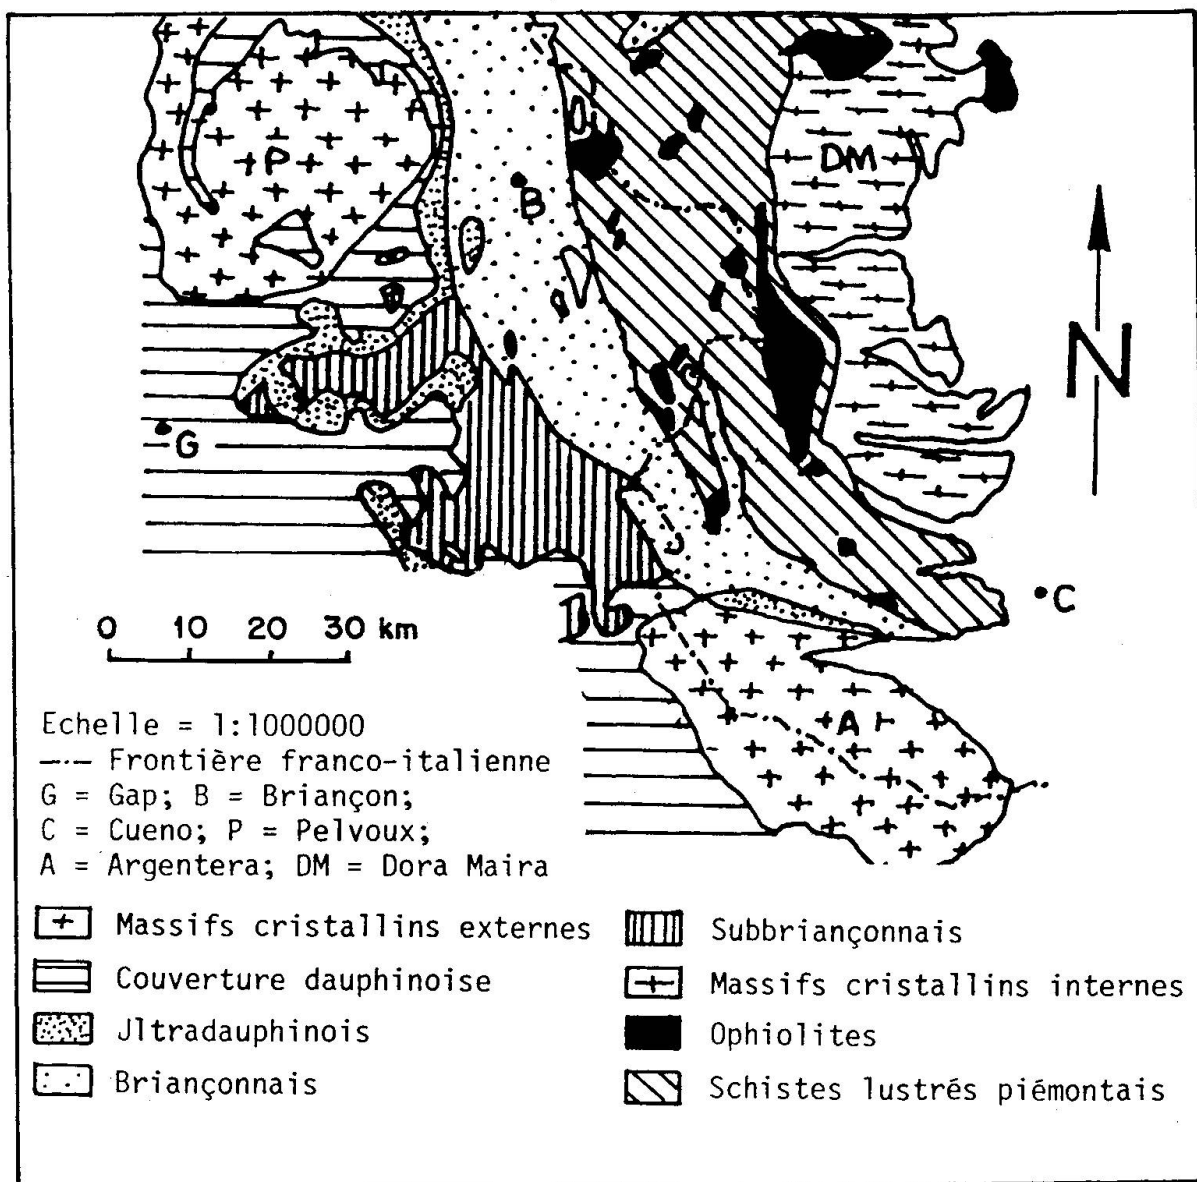 P
DM
B
N
G
C
A
0 10 20 30 km
Echelle = 1:1000000
Frontière franco-italienne
G = Gap; B = Briançon;
C = Cueno; P = Pelvoux;
A = Argentera; DM = Dora Maira
Massifs cristallins externes
Couverture dauphinoise
Jltradauphinois
Briançonnais
Subbriançonnais
Massifs cristallins internes
Ophiolites
Schistes lustrés piémontais